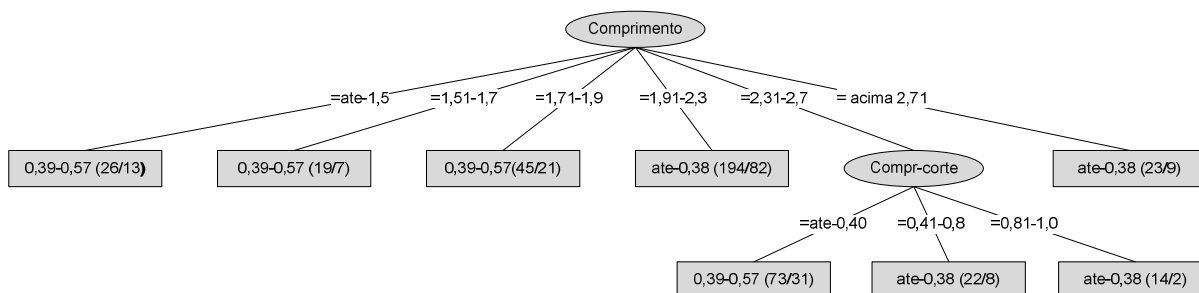 Comprimento
=ate-1,5 =1,51-1,7 =1,71-1,9 =1,91-2,3 =2,31-2,7 = acima 2,71
0,39-0,57 (26/13) 0,39-0,57 (19/7) 0,39-0,57(45/21) ate-0,38 (194/82) Compr-corte ate-0,38 (23/9)
=ate-0,40 =0,41-0,8 =0,81-1,0
0,39-0,57 (73/31) ate-0,38 (22/8) ate-0,38 (14/2)